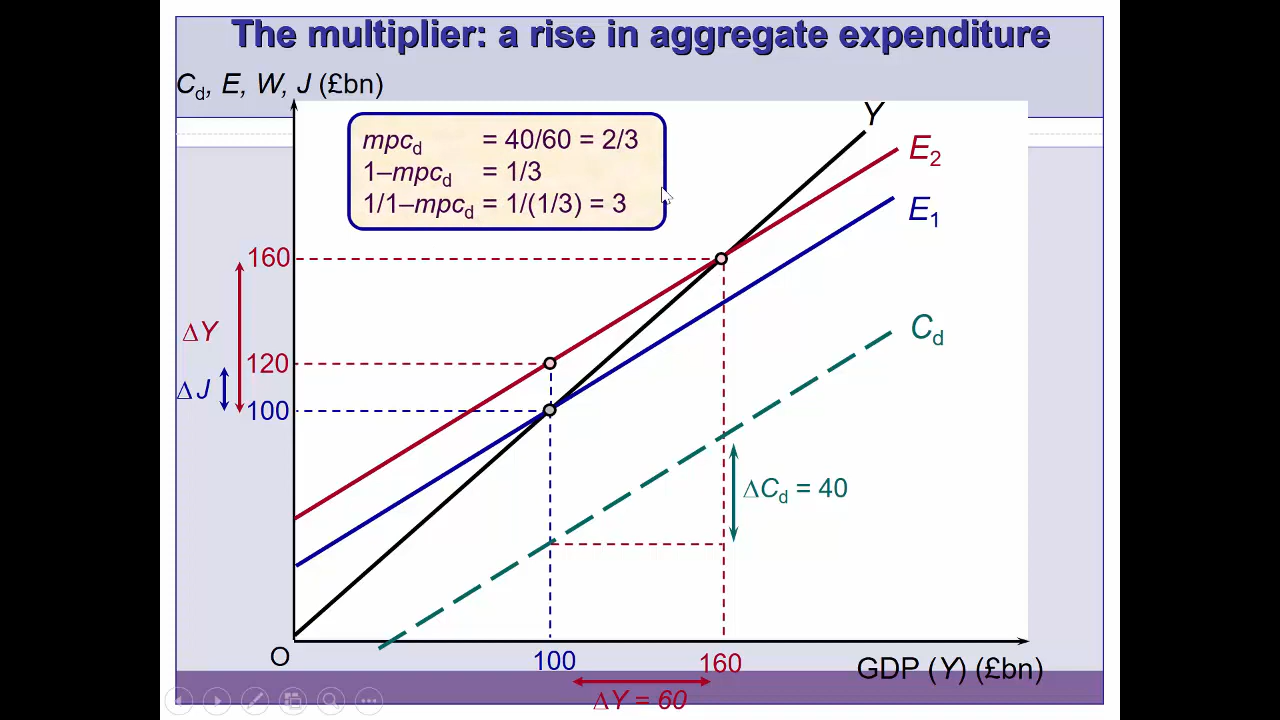 The multiplier: a rise in aggregate expenditure
Cd, E, W, J (£bn)
mpcd = 40/60 = 2/3
1–mpcd = 1/3
1/1–mpcd = 1/(1/3) = 3
Y
E2
E1
160
ΔY
120
ΔJ
100
Cd
ΔCd = 40
O
100
160
GDP (Y) (£bn)
ΔY = 60